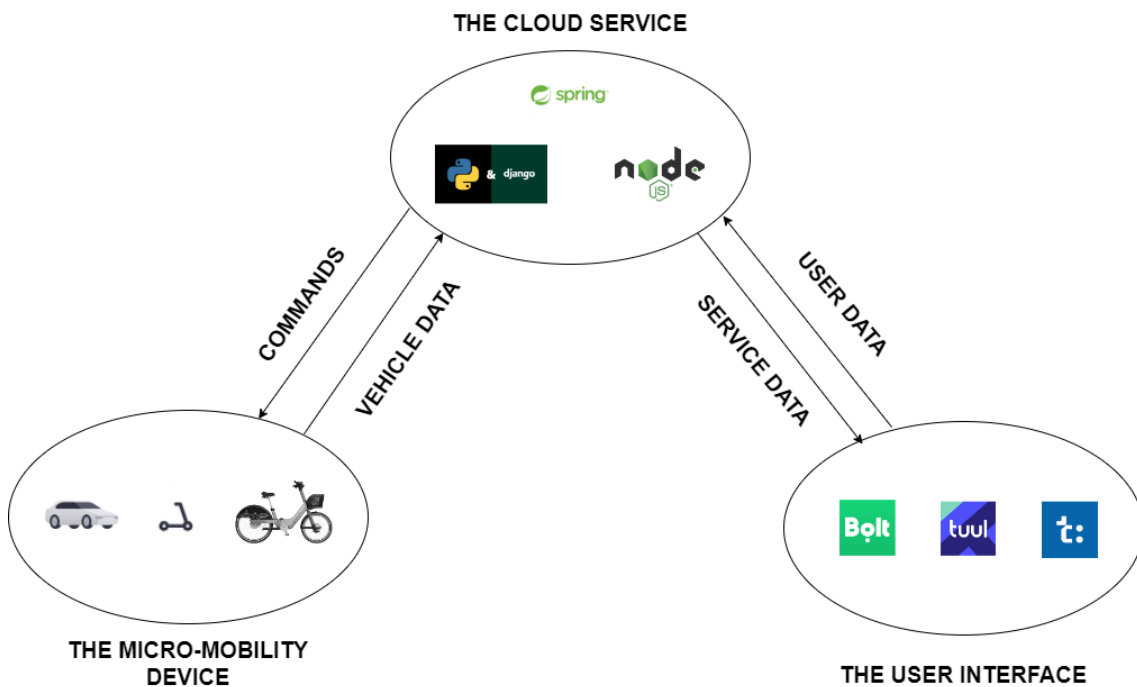 THE CLOUD SERVICE
spring
& django
node
JS
COMMANDS
VEHICLE DATA
SERVICE DATA
USER DATA
Bolt
tuul
t:
THE MICRO-MOBILITY
DEVICE
THE USER INTERFACE